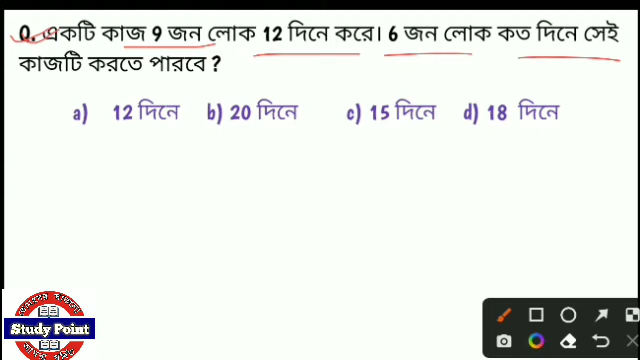 Q. একটি কাজ 9 জন লোক 12 দিনে করে। 6 জন লোক কত দিনে সেই
কাজটি করতে পারবে ?
a) 12 দিনে b) 20 দিনে c) 15 দিনে d) 18 দিনে
Study Point